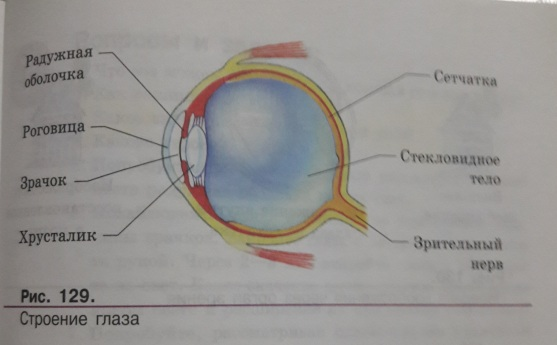 Радужная
оболочка
Роговица
Зрачок
Хрусталик
Сетчатка
Стекловидное
тело
Зрительный
нерв
Рис. 129.
Строение глаза